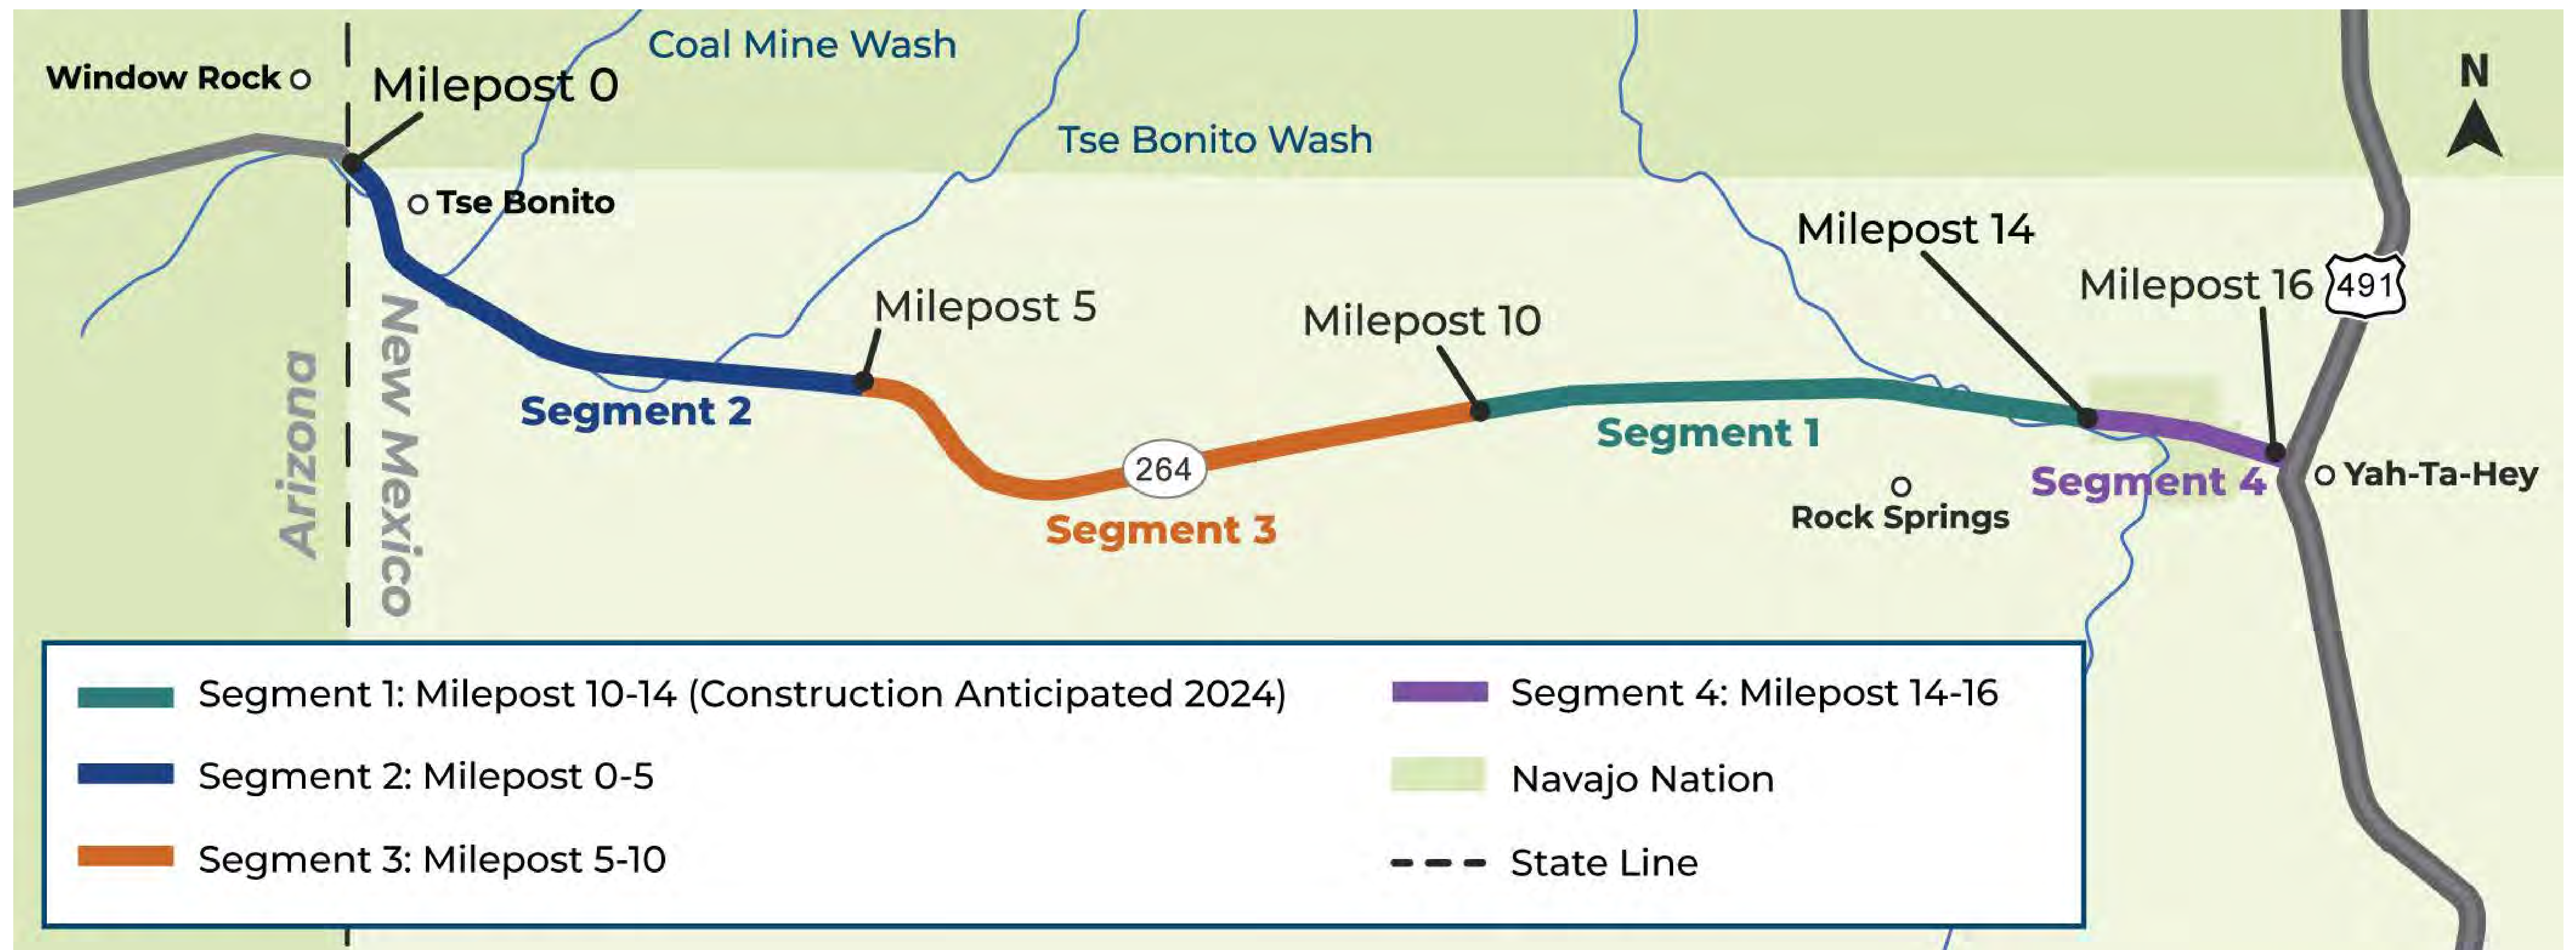 Coal Mine Wash
Window Rock
Milepost 0
N
Tse Bonito Wash
Tse Bonito
Milepost 14
Milepost 16
491
Milepost 5
Milepost 10
Arizona
New Mexico
Segment 2
Segment 1
264
Segment 4
Yah-Ta-Hey
Segment 3
Rock Springs
Segment 1: Milepost 10-14 (Construction Anticipated 2024)
Segment 2: Milepost 0-5
Segment 3: Milepost 5-10
Segment 4: Milepost 14-16
Navajo Nation
State Line